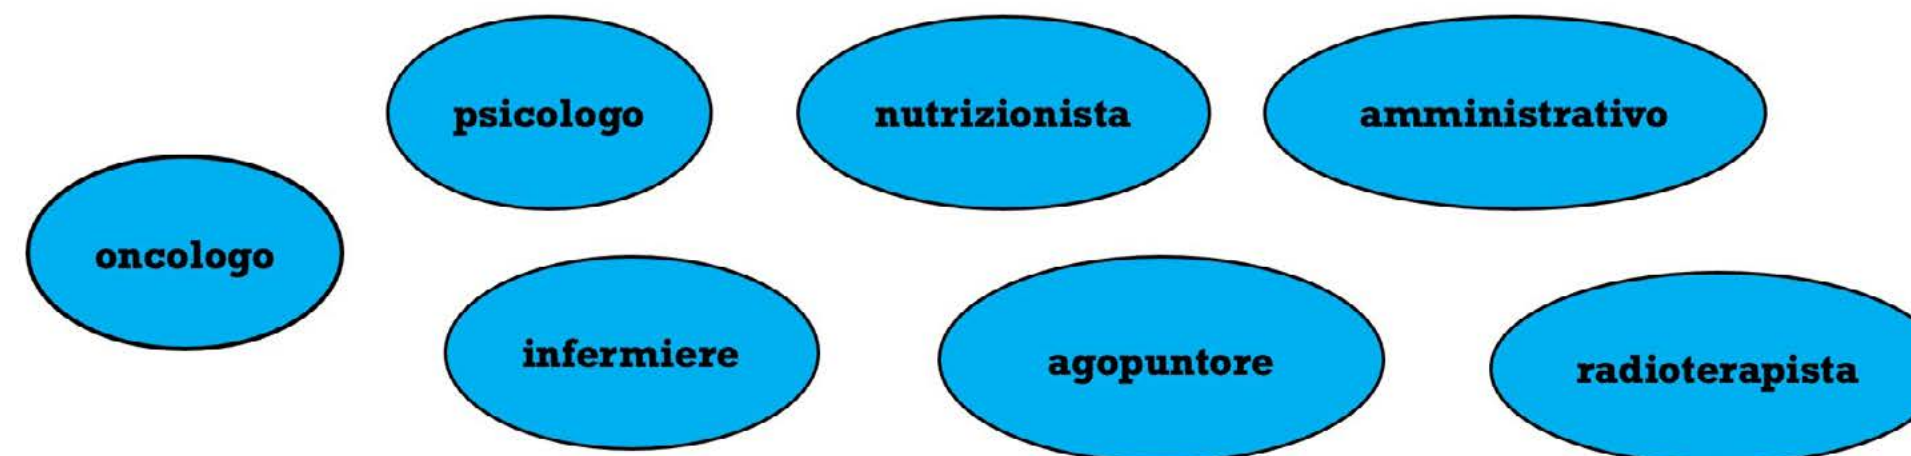 psicologo
nutrizionista
amministrativo
oncologo
infermiere
agopuntore
radioterapista